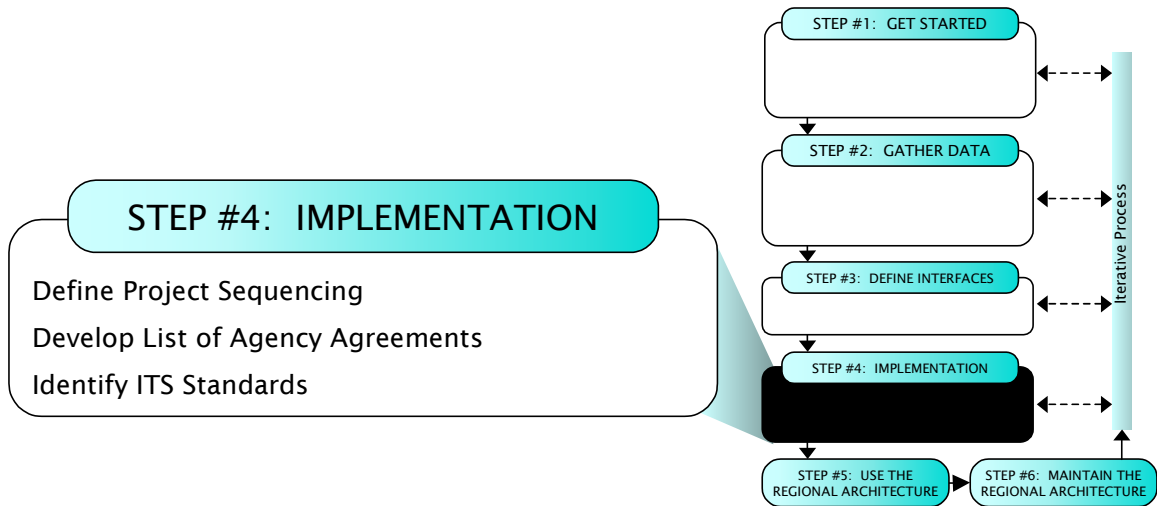 STEP #1: GET STARTED
STEP #2: GATHER DATA
STEP #4: IMPLEMENTATION
Define Project Sequencing
Develop List of Agency Agreements
Identify ITS Standards
STEP #3: DEFINE INTERFACES
STEP #4: IMPLEMENTATION
STEP #5: USE THE
REGIONAL ARCHITECTURE
STEP #6: MAINTAIN THE
REGIONAL ARCHITECTURE
Iterative Process